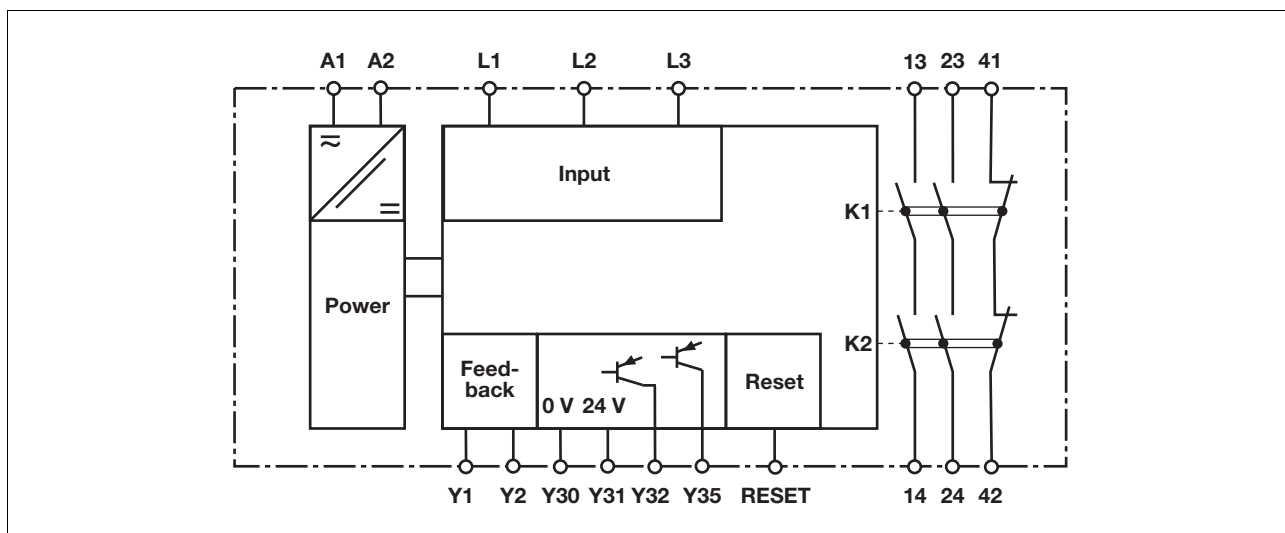 A1 A2 L1 L2 L3 13 23 41
Input
K1
Power
K2
Feed-
back
0 V 24 V
Reset
Y1 Y2 Y30 Y31 Y32 Y35 RESET 14 24 42